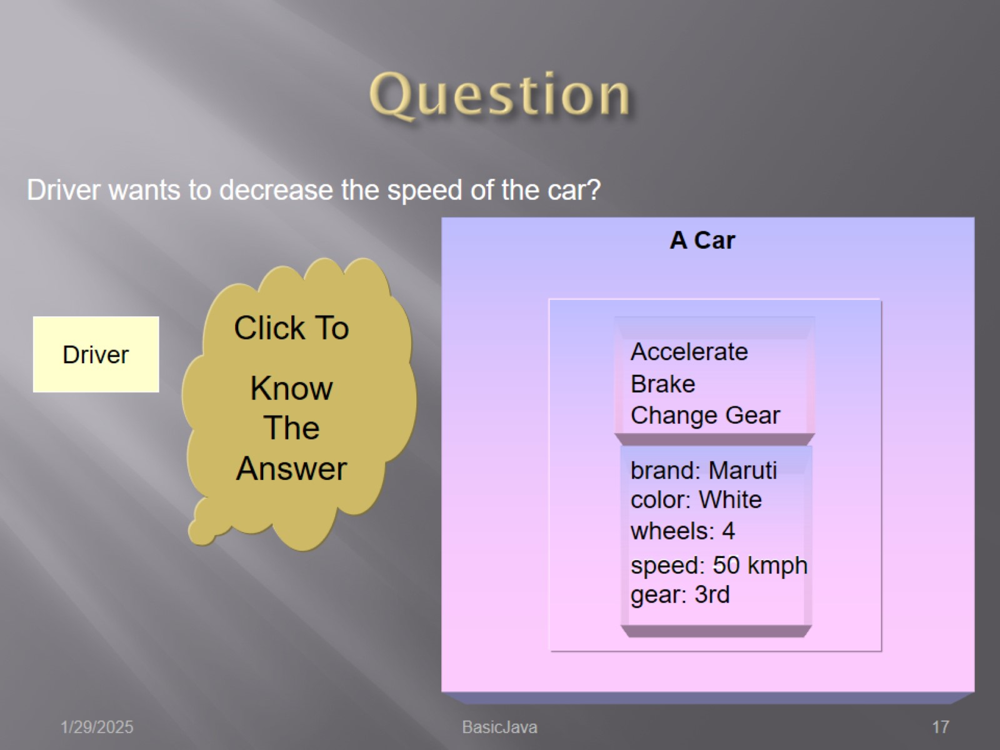 Question
Driver wants to decrease the speed of the car?
A Car
Driver
Click To
Know
The
Answer
Accelerate
Brake
Change Gear
brand: Maruti
color: White
wheels: 4
speed: 50 kmph
gear: 3rd
1/29/2025
BasicJava
17